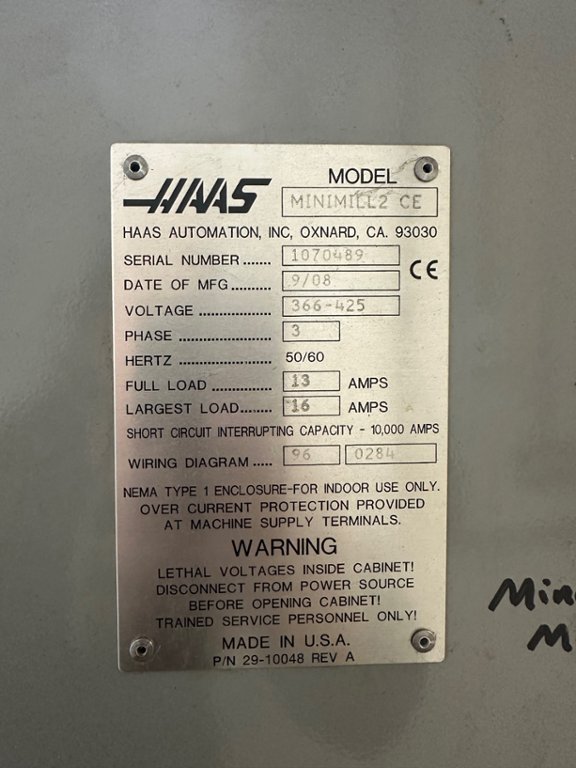 HAAS
MODEL
MINIMILL2 CE
HAAS AUTOMATION, INC, OXNARD, CA. 93030
SERIAL NUMBER ....... 1070489
CE
DATE OF MFG .......... 9/08
VOLTAGE .................. 366-425
PHASE ...................... 3
HERTZ ...................... 50/60
FULL LOAD ............. 13 AMPS
LARGEST LOAD........ 16 AMPS
SHORT CIRCUIT INTERRUPTING CAPACITY - 10,000 AMPS
WIRING DIAGRAM ..... 96 0284
NEMA TYPE 1 ENCLOSURE-FOR INDOOR USE ONLY.
OVER CURRENT PROTECTION PROVIDED
AT MACHINE SUPPLY TERMINALS.
WARNING
LETHAL VOLTAGES INSIDE CABINET!
DISCONNECT FROM POWER SOURCE
BEFORE OPENING CABINET!
TRAINED SERVICE PERSONNEL ONLY!
MADE IN U.S.A.
P/N 29-10048 REV A